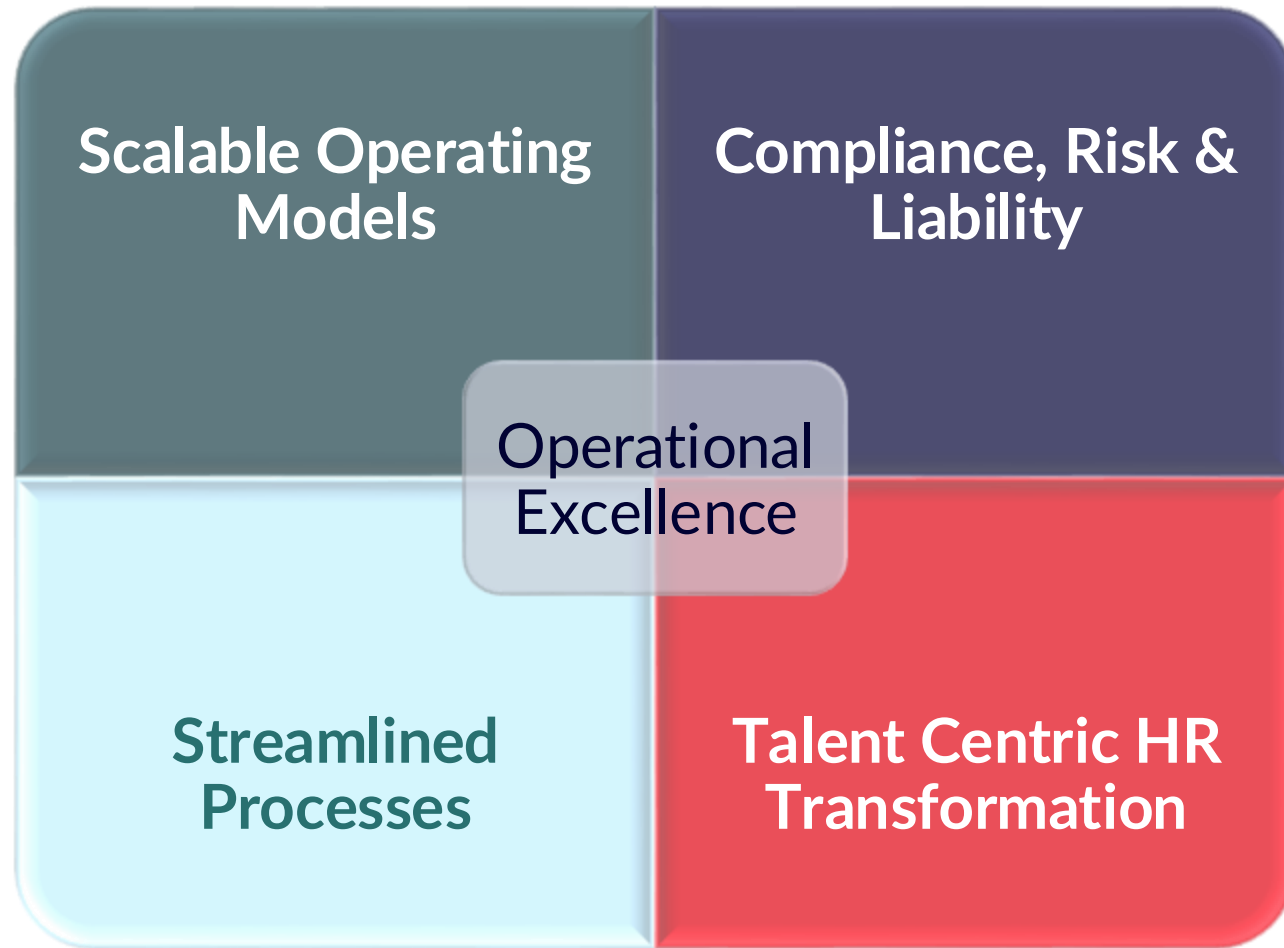 Scalable Operating
Models
Compliance, Risk &
Liability
Operational
Excellence
Streamlined
Processes
Talent Centric HR
Transformation